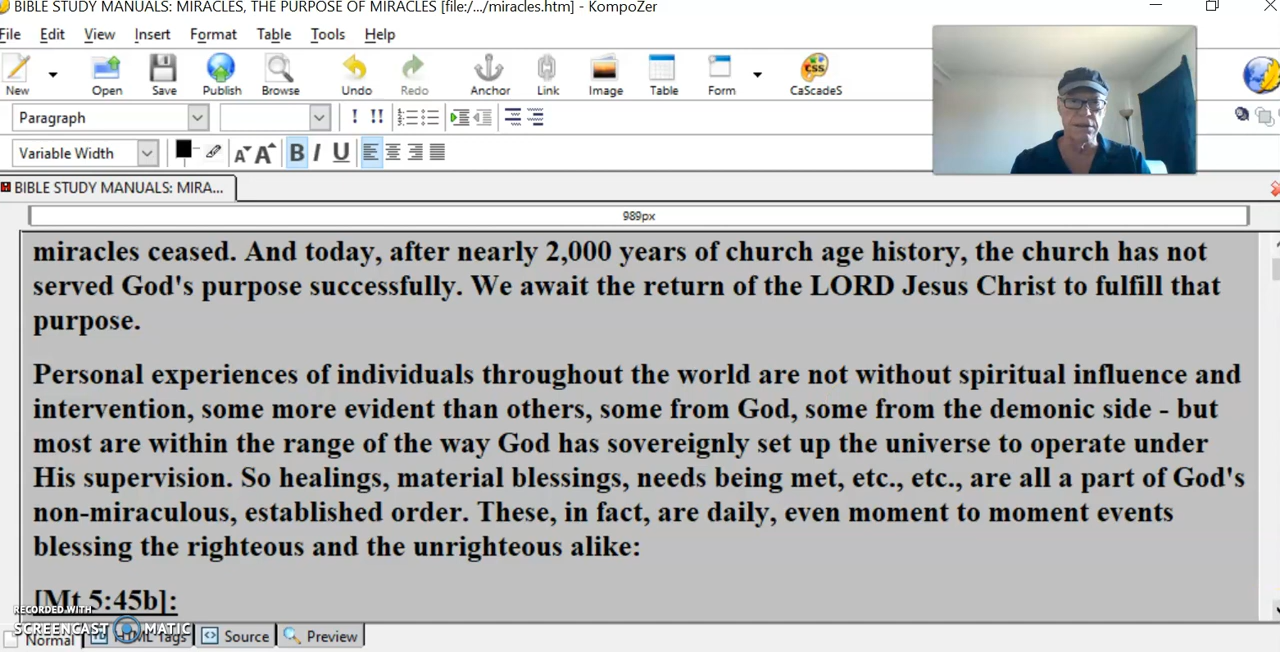 BIBLE STUDY MANUALS: MIRACLES, THE PURPOSE OF MIRACLES [file:/.../miracles.htm] - KompoZer
File Edit View Insert Format Table Tools Help
New Open Save Publish Browse Undo Redo Anchor Link Image Table Form CaScadeS
Paragraph
Variable Width
BIBLE STUDY MANUALS: MIRA...
989px
miracles ceased. And today, after nearly 2,000 years of church age history, the church has not
served God's purpose successfully. We await the return of the LORD Jesus Christ to fulfill that
purpose.
Personal experiences of individuals throughout the world are not without spiritual influence and
intervention, some more evident than others, some from God, some from the demonic side - but
most are within the range of the way God has sovereignly set up the universe to operate under
His supervision. So healings, material blessings, needs being met, etc., etc., are all a part of God's
non-miraculous, established order. These, in fact, are daily, even moment to moment events
blessing the righteous and the unrighteous alike:
[Mt 5:45b]:
RECORDED WITH
SCREENCAST MATIC
Normal HTML Tags Source Preview